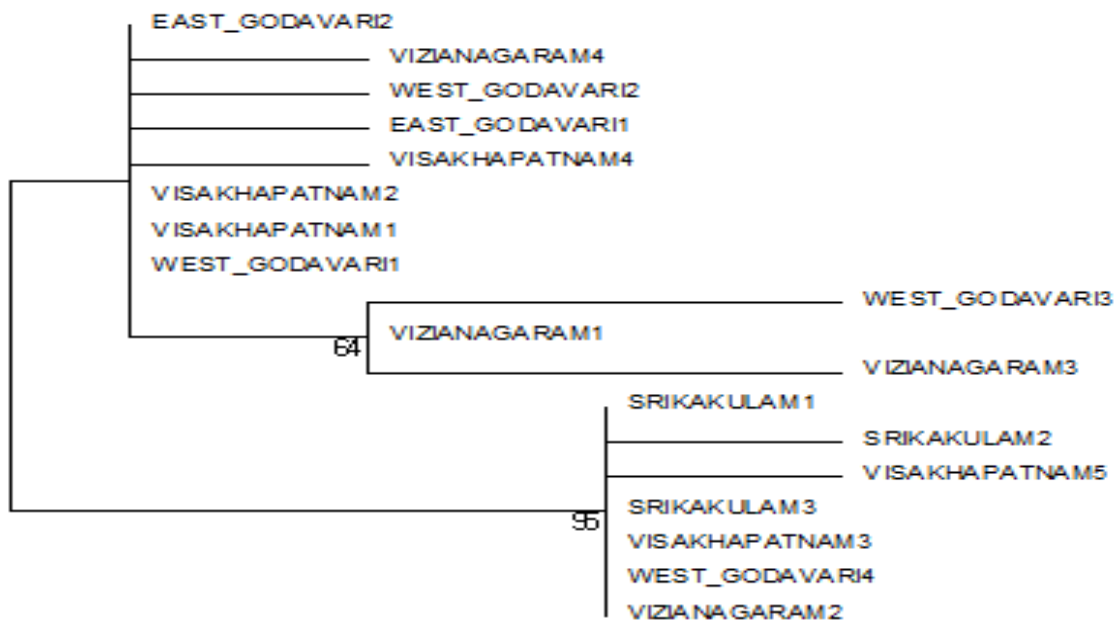 EAST_GODAVARI2
VIZIANAGARAM4
WEST_GODAVARI2
EAST_GODAVARI1
VISAKHAPATNAM4
VISAKHAPATNAM2
VISAKHAPATNAM1
WEST_GODAVARI1
WEST_GODAVARI3
VIZIANAGARAM1
64
VIZIANAGARAM3
SRIKAKULAM1
SRIKAKULAM2
VISAKHAPATNAM5
SRIKAKULAM3
95
VISAKHAPATNAM3
WEST_GODAVARI4
VIZIANAGARAM2